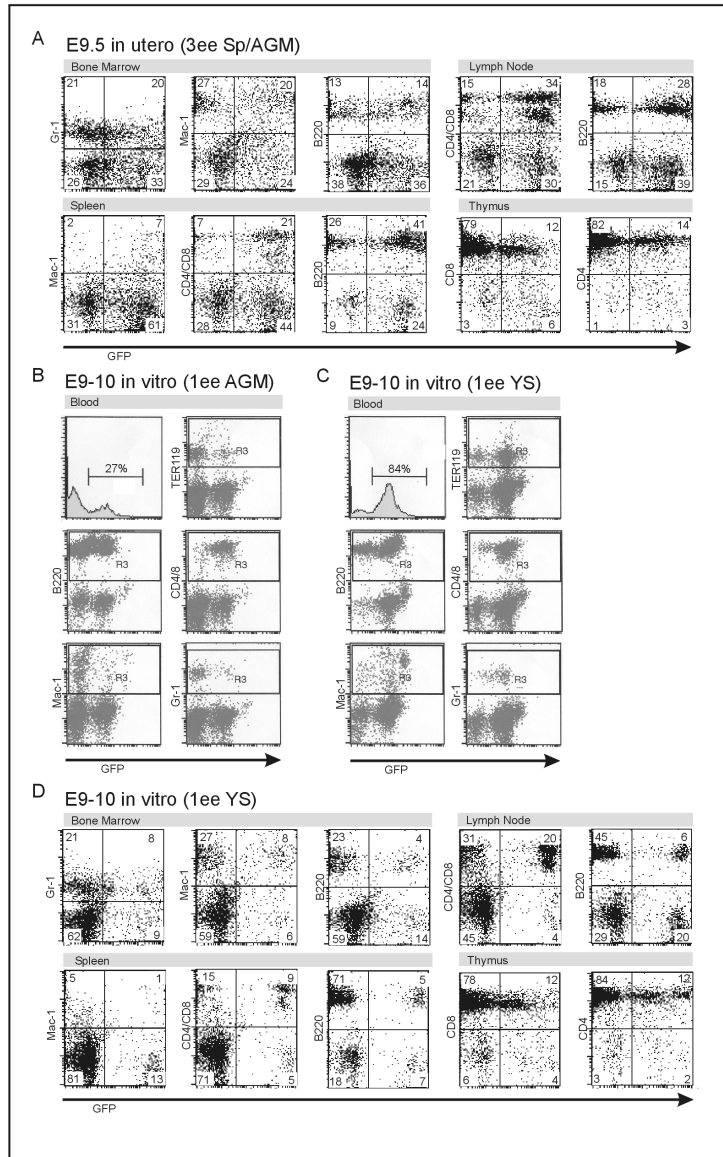 A
E9.5 in utero (3ee Sp/AGM)
Bone Marrow
Lymph Node
21 20
Gr-1
26 33
27 20
Mac-1
29 24
13 14
B220
38 36
15 34
CD4/CD8
21 30
18 28
B220
15 39
Spleen
Thymus
2 7
Mac-1
31 61
7 21
CD4/CD8
28 44
26 41
B220
9 24
79 12
CD8
3 6
82 14
CD4
1 3
GFP
B
E9-10 in vitro (1ee AGM)
Blood
27%
TER119
R3
B220
R3
CD4/8
R3
Mac-1
R3
Gr-1
R3
GFP
C
E9-10 in vitro (1ee YS)
Blood
84%
TER119
R3
B220
R3
CD4/8
R3
Mac-1
R3
Gr-1
R3
GFP
D
E9-10 in vitro (1ee YS)
Bone Marrow
Lymph Node
21 8
Gr-1
62 9
27 8
Mac-1
59 6
23 4
B220
59 14
31 20
CD4/CD8
45 4
45 6
B220
29 20
Spleen
Thymus
5 1
Mac-1
81 13
15 9
CD4/CD8
71 5
71 5
B220
18 7
78 12
CD8
6 4
84 12
CD4
3 2
GFP